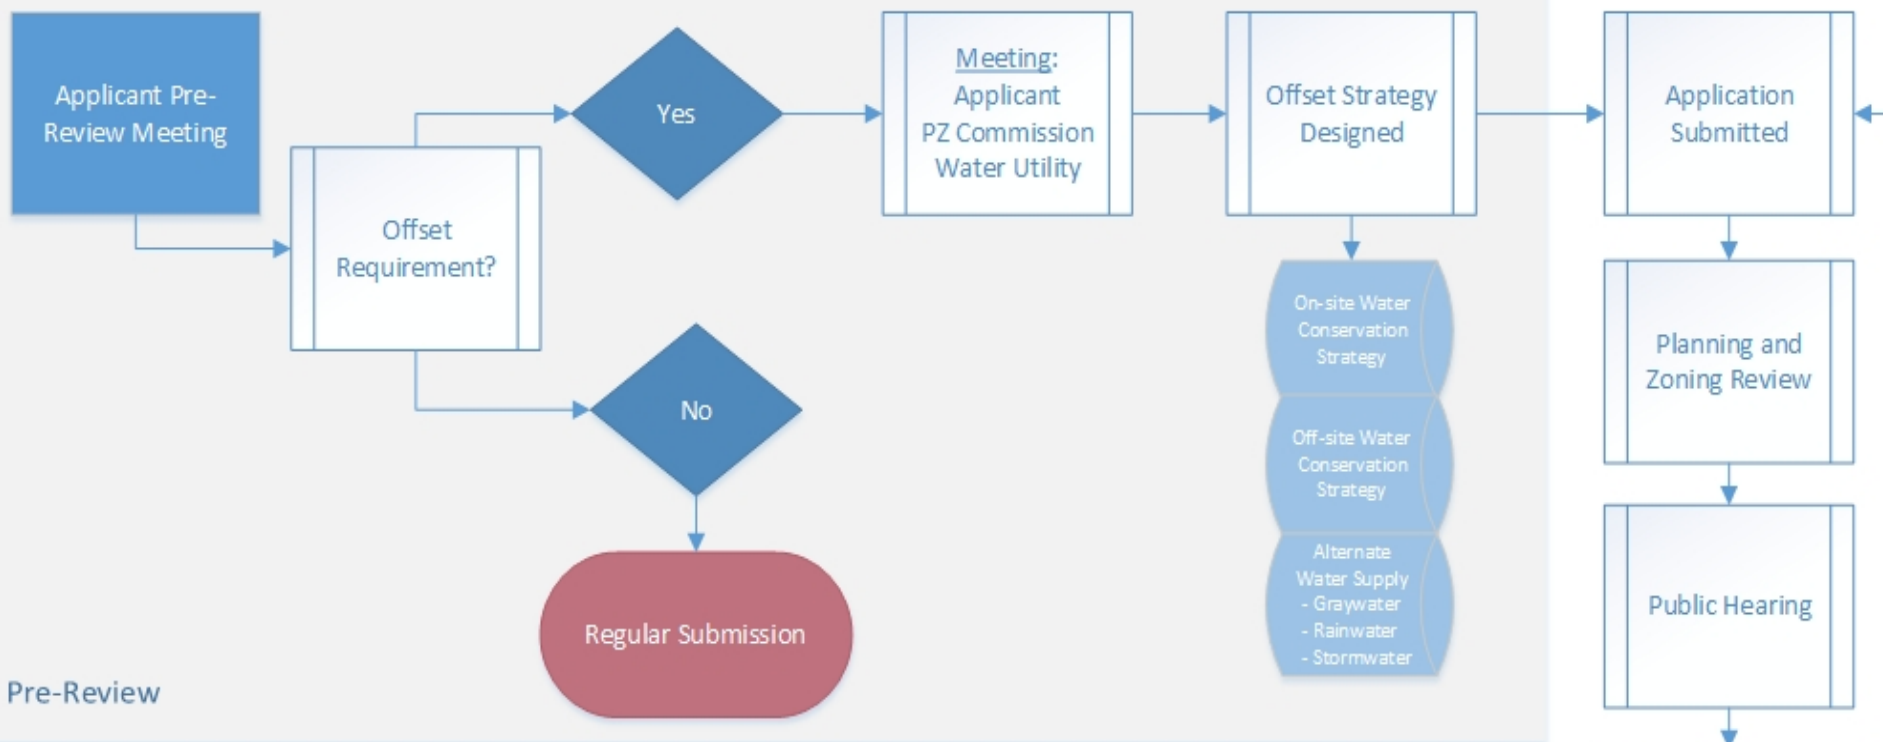 Applicant Pre-
Review Meeting
Offset
Requirement?
Yes
No
Regular Submission
Meeting:
Applicant
PZ Commission
Water Utility
Offset Strategy
Designed
On-site Water
Conservation
Strategy
Off-site Water
Conservation
Strategy
Alternate
Water Supply
- Graywater
- Rainwater
- Stormwater
Application
Submitted
Planning and
Zoning Review
Public Hearing
Pre-Review